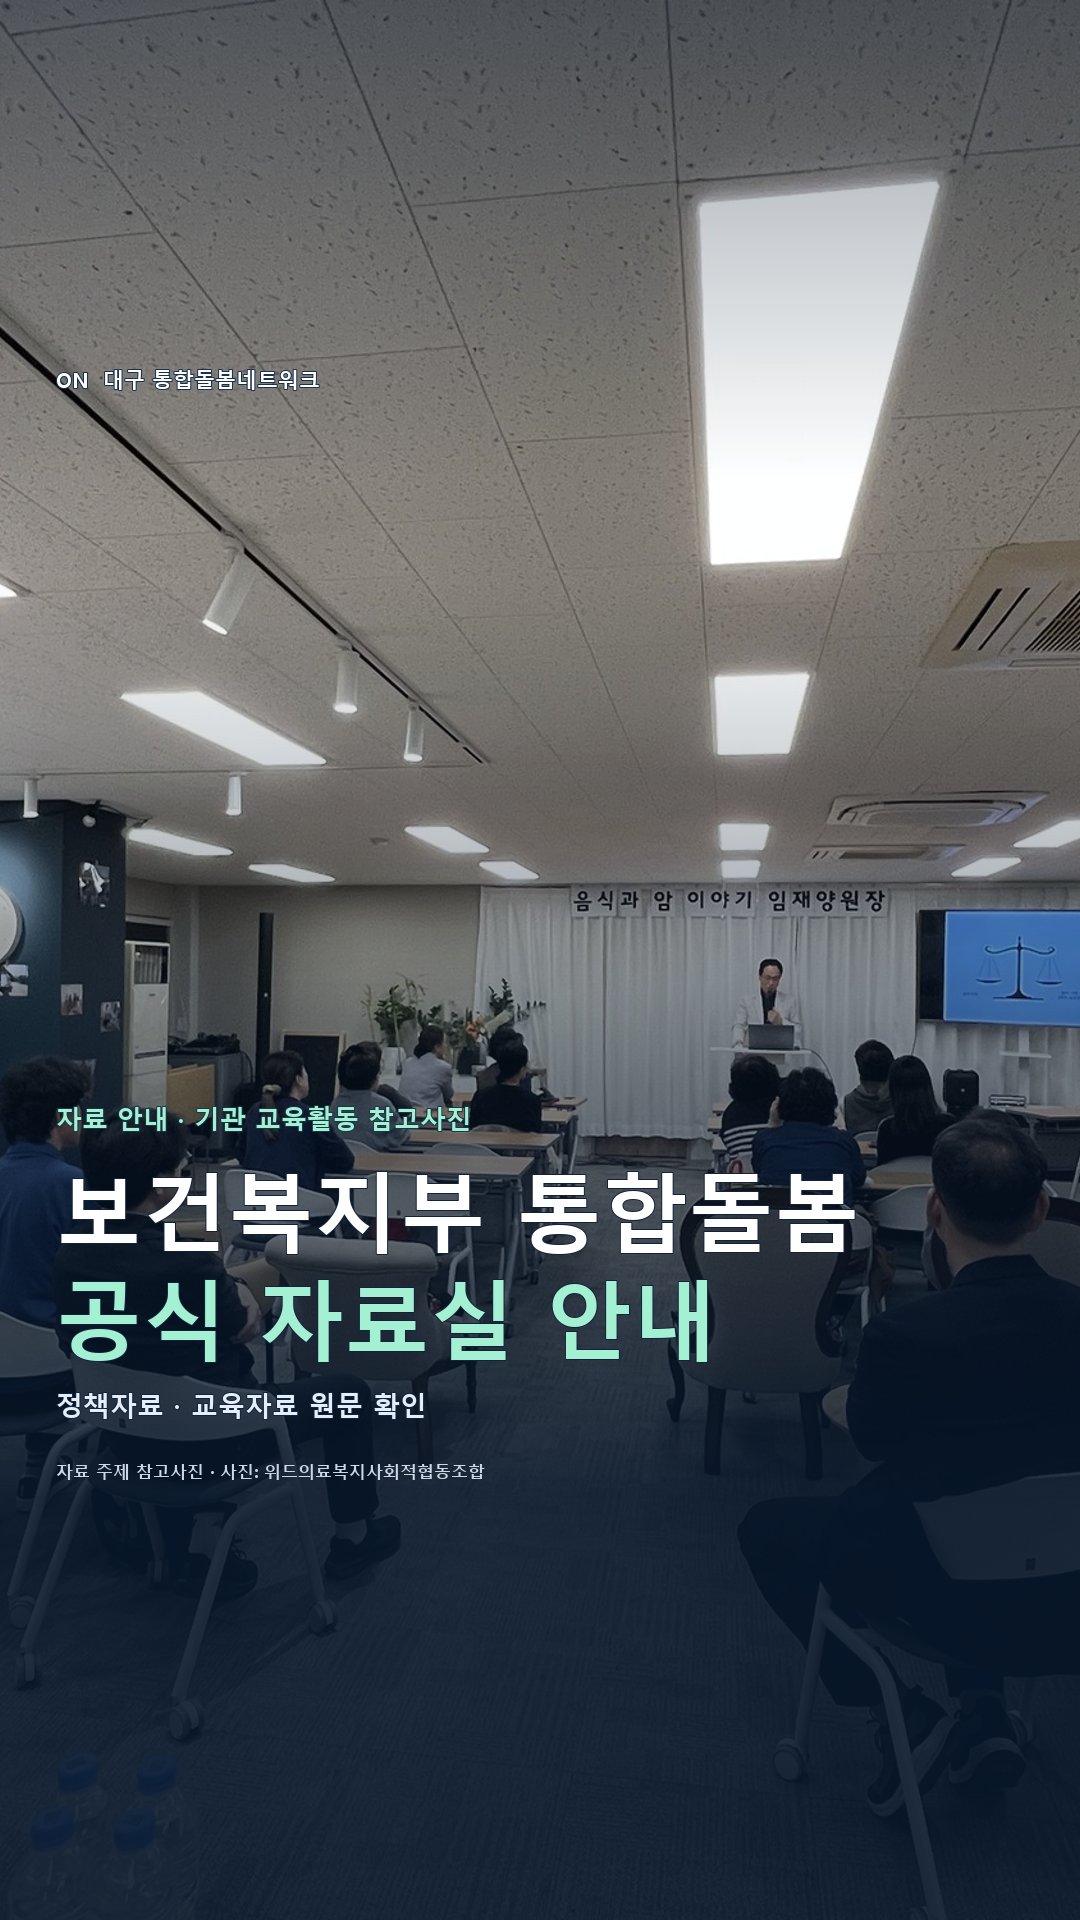 ON 대구 통합돌봄네트워크
음식과 암 이야기 임재양원장
자료 안내 · 기관 교육활동 참고사진
보건복지부 통합돌봄
공식 자료실 안내
정책자료 · 교육자료 원문 확인
자료 주제 참고사진 · 사진: 위드의료복지사회적협동조합